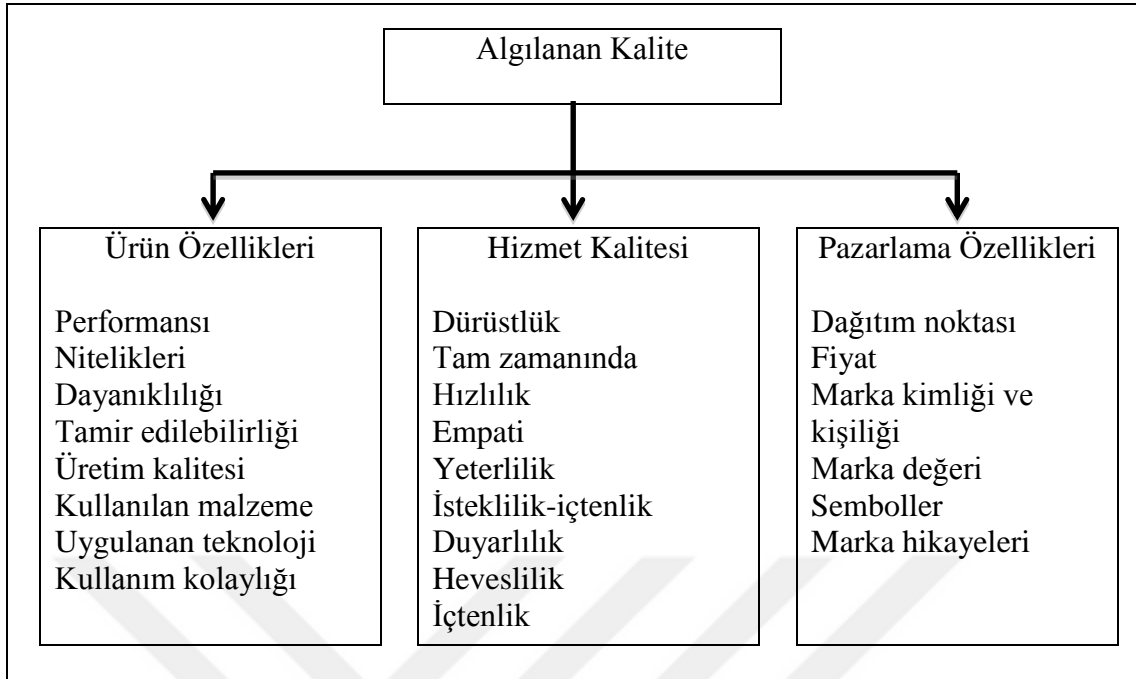 Algılanan Kalite
Ürün Özellikleri
Performansı
Nitelikleri
Dayanıklılığı
Tamir edilebilirliği
Üretim kalitesi
Kullanılan malzeme
Uygulanan teknoloji
Kullanım kolaylığı
Hizmet Kalitesi
Dürüstlük
Tam zamanında
Hızlılık
Empati
Yeterlilik
İsteklilik-içtenlik
Duyarlılık
Heveslilik
İçtenlik
Pazarlama Özellikleri
Dağıtım noktası
Fiyat
Marka kimliği ve
kişiliği
Marka değeri
Semboller
Marka hikayeleri